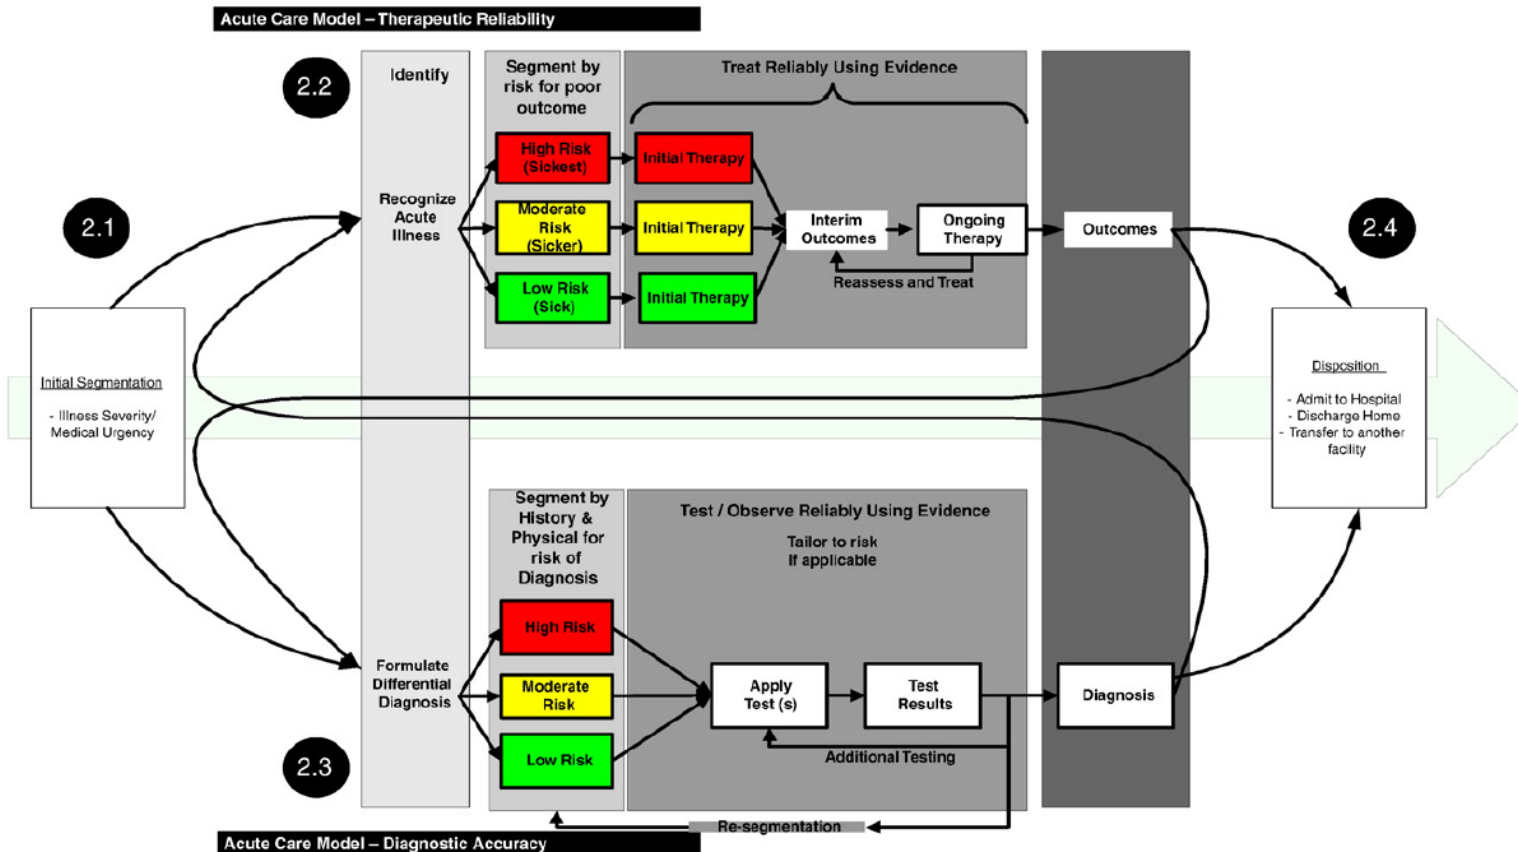 Acute Care Model – Therapeutic Reliability
2.2
Identify
Segment by
risk for poor
outcome
Treat Reliably Using Evidence
High Risk
(Sickest)
Initial Therapy
2.1
Recognize
Acute
Illness
Moderate
Risk
(Sicker)
Initial Therapy
Interim
Outcomes
Ongoing
Therapy
Outcomes
2.4
Reassess and Treat
Low Risk
(Sick)
Initial Therapy
Initial Segmentation
- Illness Severity/
Medical Urgency
Disposition
- Admit to Hospital
- Discharge Home
- Transfer to another
facility
Segment by
History &
Physical for
risk of
Diagnosis
Test / Observe Reliably Using Evidence
Tailor to risk
If applicable
High Risk
Formulate
Differential
Diagnosis
Moderate
Risk
Apply
Test (s)
Test
Results
Diagnosis
Low Risk
Additional Testing
2.3
Re-segmentation
Acute Care Model – Diagnostic Accuracy